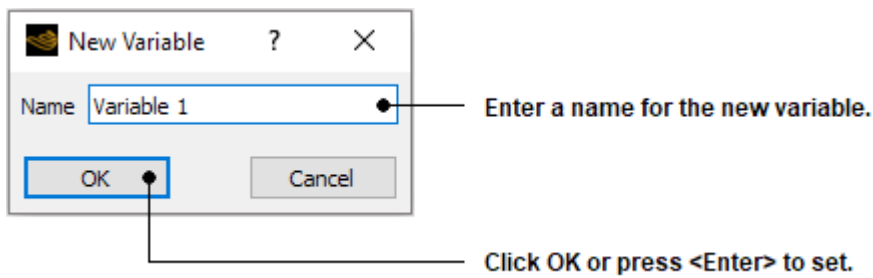 New Variable ?
Name Variable 1
Enter a name for the new variable.
OK Cancel
Click OK or press <Enter> to set.